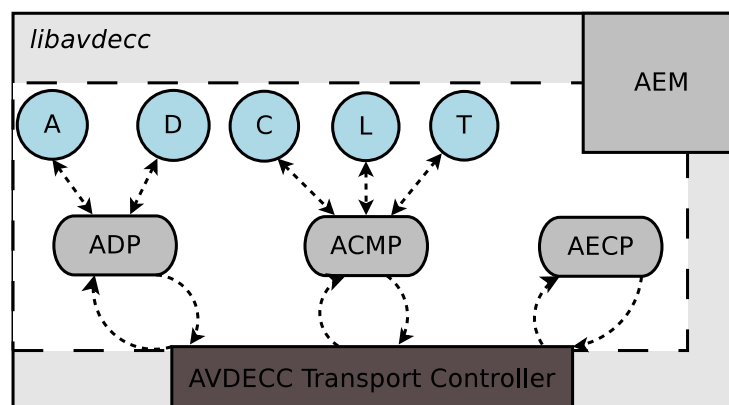 libavdecc
AEM
A
D
C
L
T
ADP
ACMP
AECP
AVDECC Transport Controller